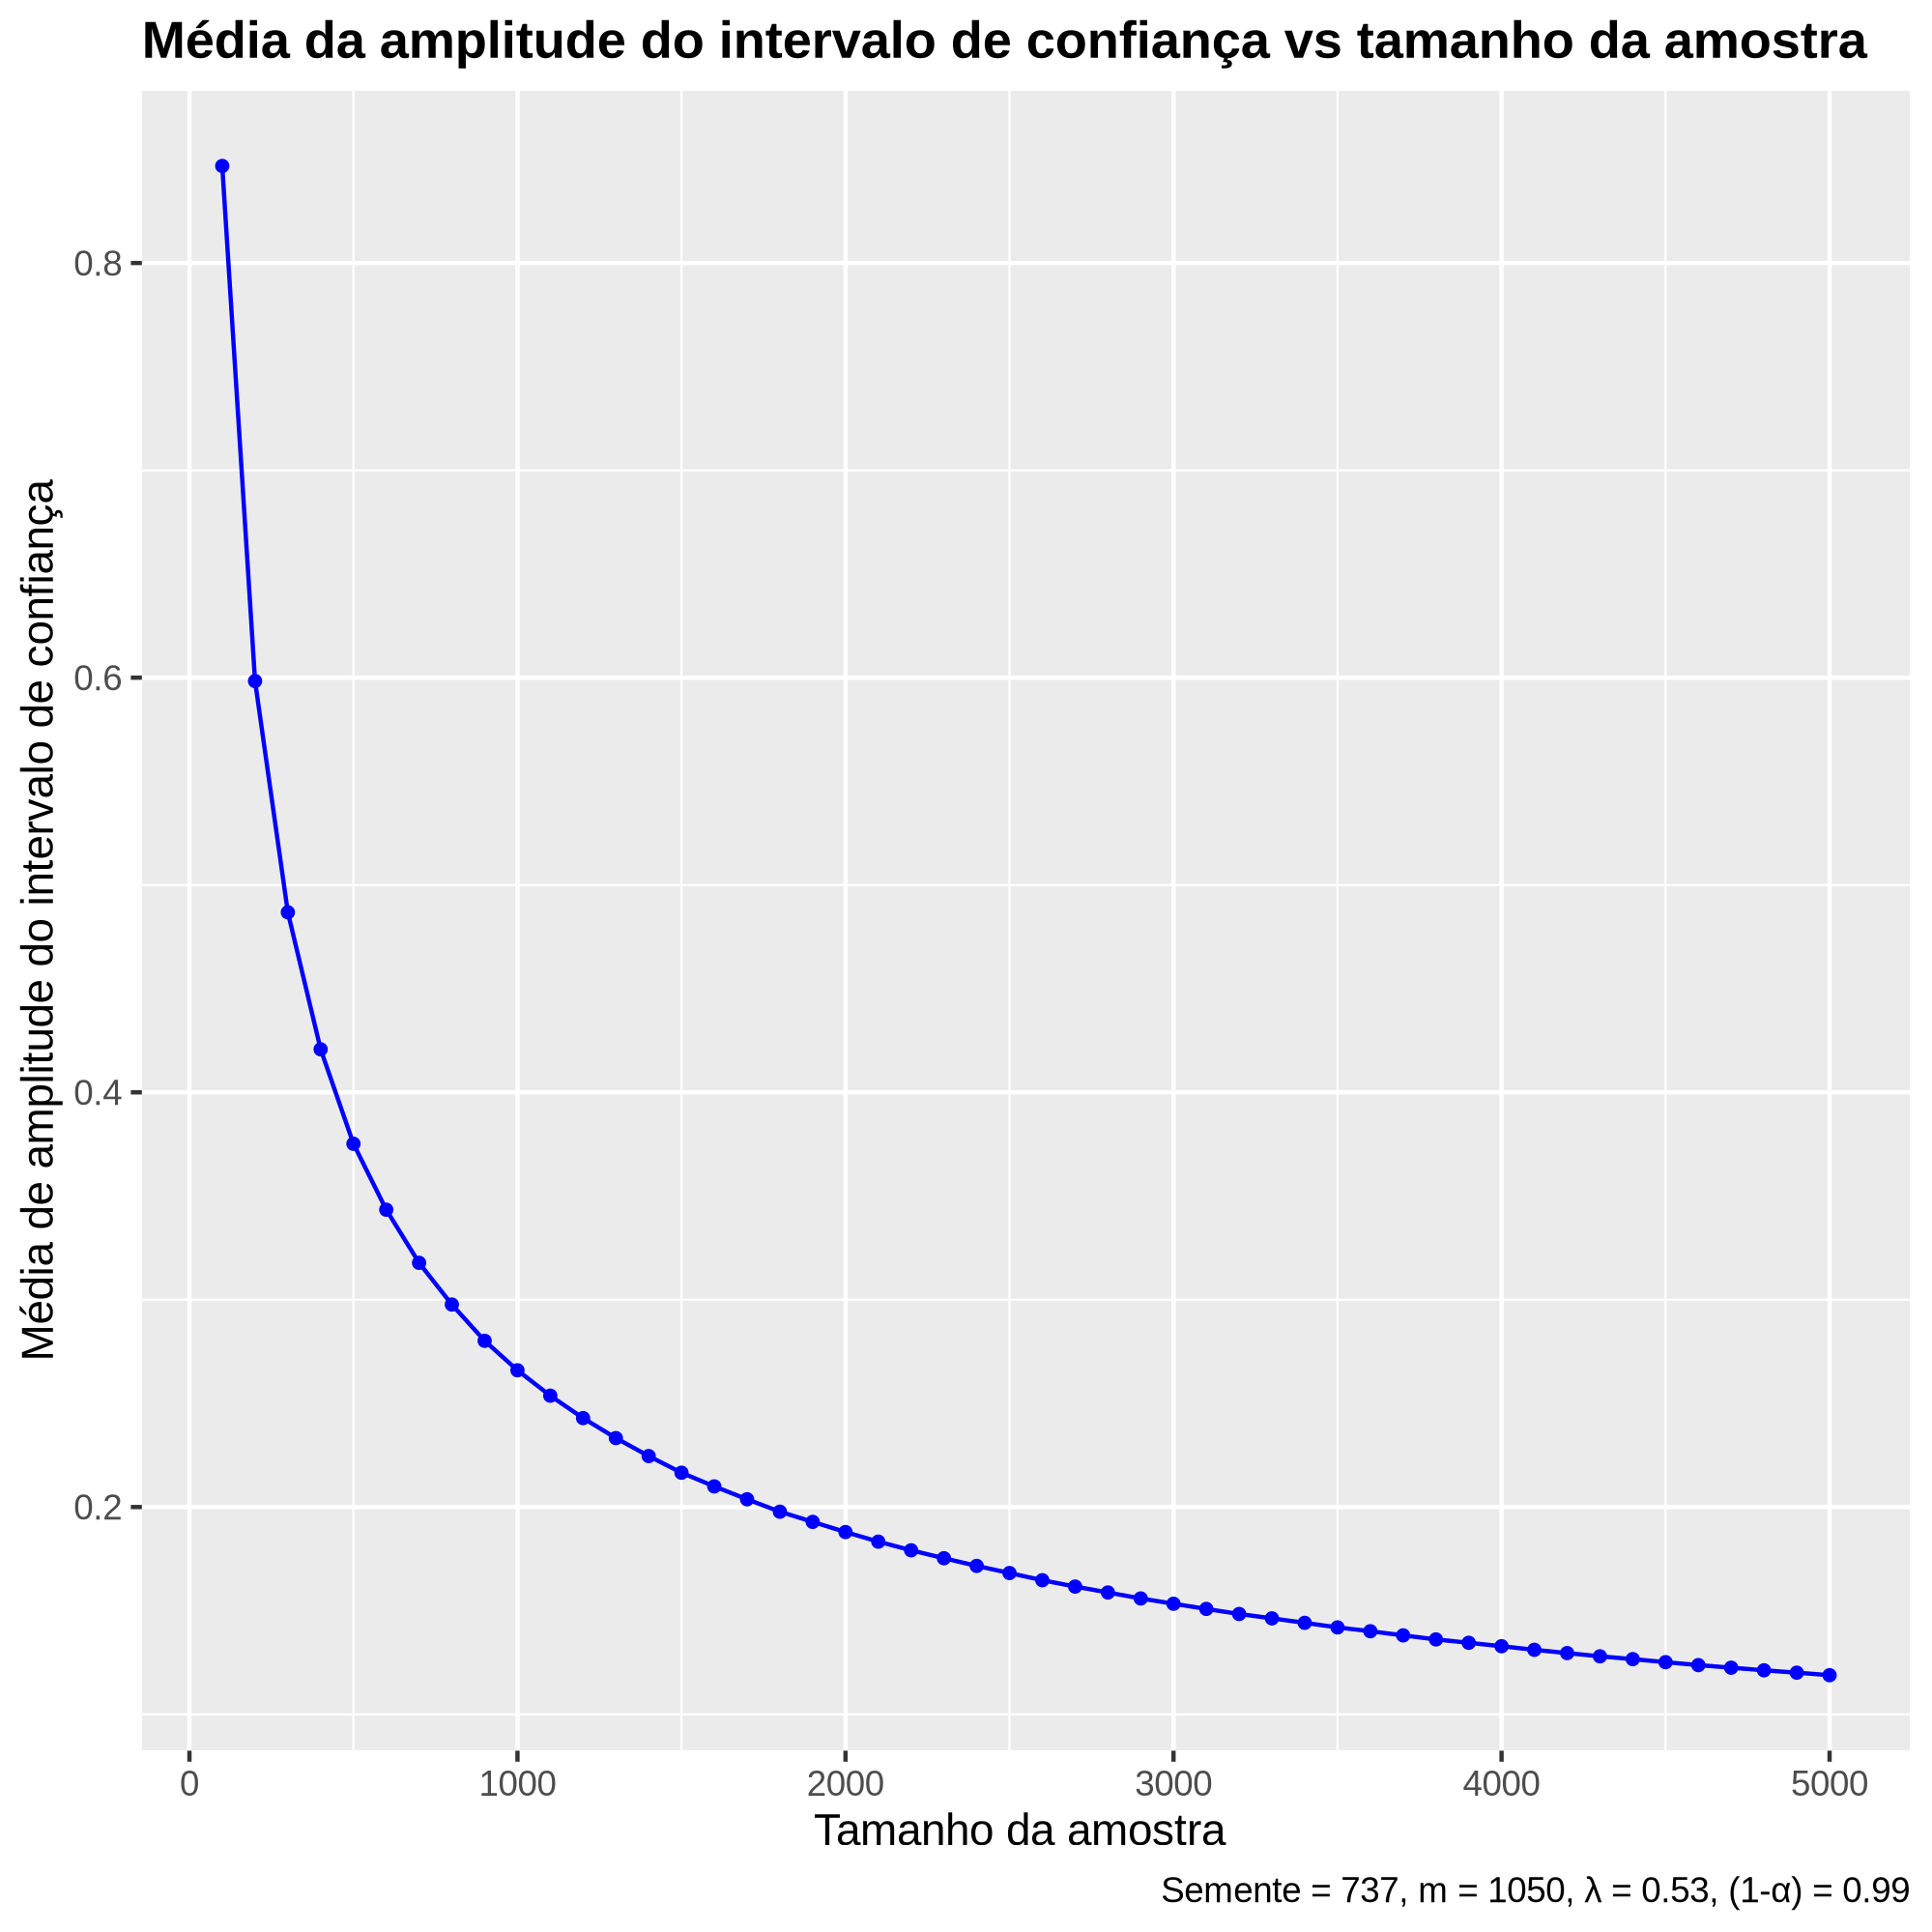 Média da amplitude do intervalo de confiança vs tamanho da amostra
Média de amplitude do intervalo de confiança
0.8
0.6
0.4
0.2
0 1000 2000 3000 4000 5000
Tamanho da amostra
Semente = 737, m = 1050, λ = 0.53, (1-α) = 0.99